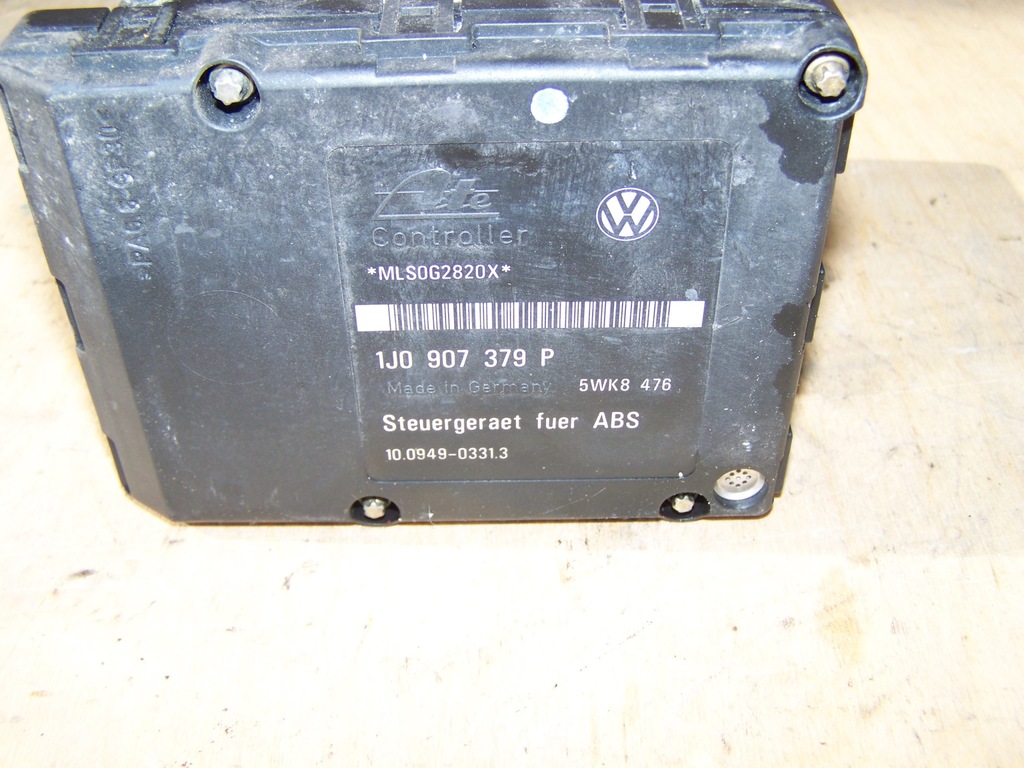 Ate
Controller
*MLS0G2820X*
1J0 907 379 P
Made in Germany 5WK8 476
Steuergeraet fuer ABS
10.0949-0331.3